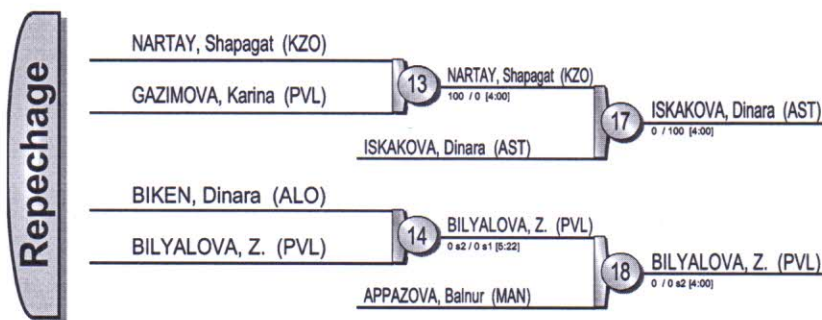 Repechage
NARTAY, Shapagat (KZO)
GAZIMOVA, Karina (PVL)
13
NARTAY, Shapagat (KZO)
100 / 0 [4:00]
ISKAKOVA, Dinara (AST)
17
ISKAKOVA, Dinara (AST)
0 / 100 [4:00]
BIKEN, Dinara (ALO)
BILYALOVA, Z. (PVL)
14
BILYALOVA, Z. (PVL)
0 s2 / 0 s1 [5:22]
APPAZOVA, Balnur (MAN)
18
BILYALOVA, Z. (PVL)
0 / 0 s2 [4:00]